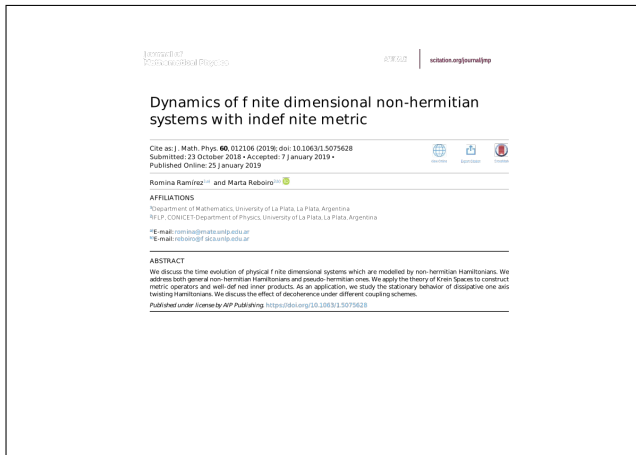 Journal of
Mathematical Physics
scitation.org/journal/jmp
Dynamics of f nite dimensional non-hermitian
systems with indef nite metric
Cite as: J. Math. Phys. 60, 012106 (2019); doi: 10.1063/1.5075628
Submitted: 23 October 2018 • Accepted: 7 January 2019 •
Published Online: 25 January 2019
Romina Ramírez and Marta Reboiro
AFFILIATIONS
Department of Mathematics, University of La Plata, La Plata, Argentina
IFLP, CONICET-Department of Physics, University of La Plata, La Plata, Argentina
E-mail: romina@mate.unlp.edu.ar
E-mail: reboiro@f sica.unlp.edu.ar
ABSTRACT
We discuss the time evolution of physical f nite dimensional systems which are modelled by non-hermitian Hamiltonians. We
address both general non-hermitian Hamiltonians and pseudo-hermitian ones. We apply the theory of Krein Spaces to construct
metric operators and well-def ned inner products. As an application, we study the stationary behavior of dissipative one axis
twisting Hamiltonians. We discuss the effect of decoherence under different coupling schemes.
Published under license by AIP Publishing. https://doi.org/10.1063/1.5075628